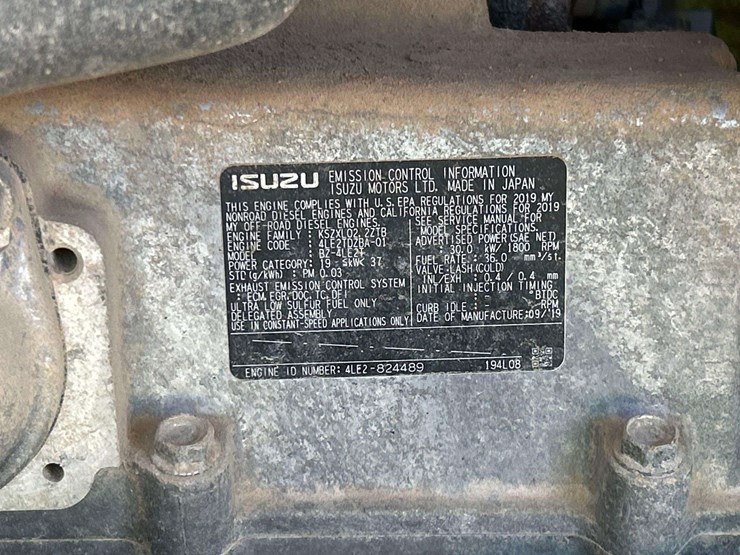 ISUZU EMISSION CONTROL INFORMATION
ISUZU MOTORS LTD. MADE IN JAPAN
THIS ENGINE COMPLIES WITH U.S.EPA REGULATIONS FOR 2019 MY
NONROAD DIESEL ENGINES AND CALIFORNIA REGULATIONS FOR 2019
MY OFF-ROAD DIESEL ENGINES.
ENGINE FAMILY : KSZXL02.2ZTB
ENGINE CODE : 4LE2TDZBA-01
MODEL : BZ-4LE2T
POWER CATEGORY : 19 ≤kW< 37
STD (g/kWh) : PM 0.03
EXHAUST EMISSION CONTROL SYSTEM
: ECM, EGR, DOC, TC, DFI
ULTRA LOW SULFUR FUEL ONLY
DELEGATED ASSEMBLY
USE IN CONSTANT-SPEED APPLICATIONS ONLY
SEE SERVICE MANUAL FOR
MODEL SPECIFICATIONS.
ADVERTISED POWER(SAE NET)
: 30.0 kW/ 1800 RPM
FUEL RATE : 36.0 mm³/st.
VALVE-LASH(COLD)
INL/EXH : 0.4 / 0.4 mm
INITIAL INJECTION TIMING
: - °BTDC
CURB IDLE : - RPM
DATE OF MANUFACTURE:09/'19
ENGINE ID NUMBER: 4LE2-824489 194L08